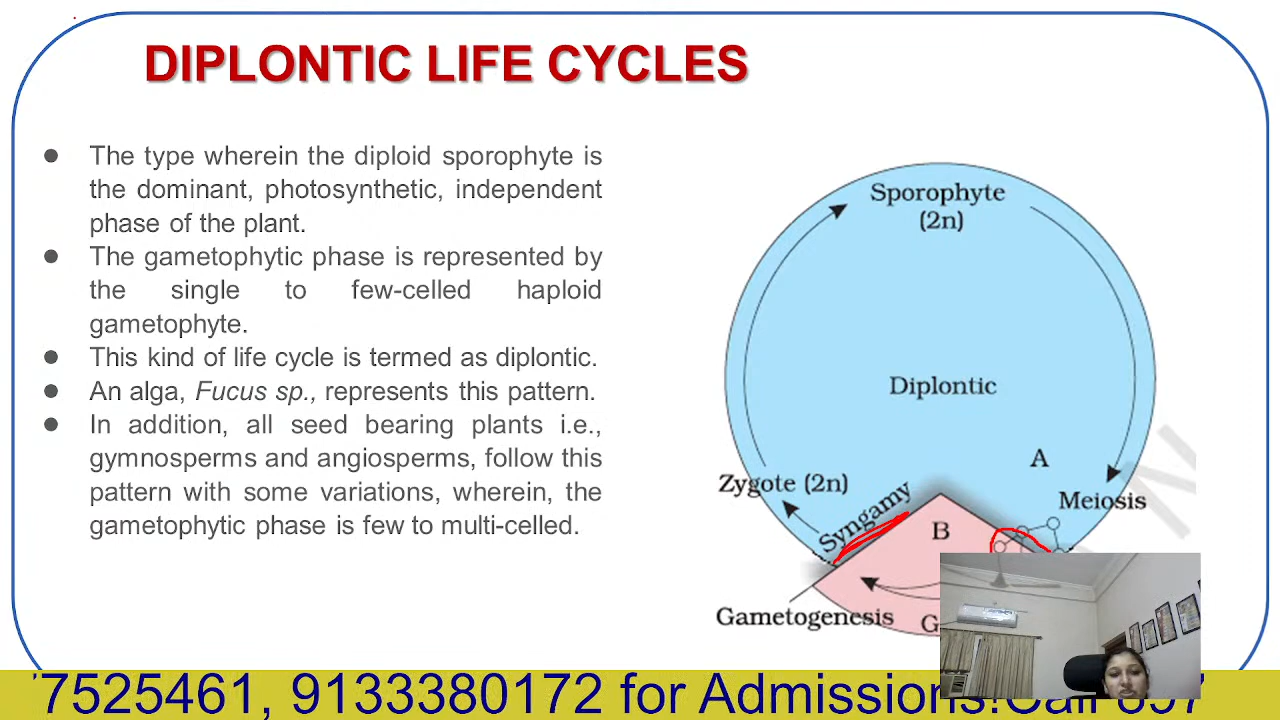 DIPLONTIC LIFE CYCLES
● The type wherein the diploid sporophyte is
the dominant, photosynthetic, independent
phase of the plant.
● The gametophytic phase is represented by
the single to few-celled haploid
gametophyte.
● This kind of life cycle is termed as diplontic.
● An alga, Fucus sp., represents this pattern.
● In addition, all seed bearing plants i.e.,
gymnosperms and angiosperms, follow this
pattern with some variations, wherein, the
gametophytic phase is few to multi-celled.
Sporophyte
(2n)
Diplontic
A
Zygote (2n)
Meiosis
Syngamy
B
Gametogenesis
7525461, 9133380172 for Admissions!Call